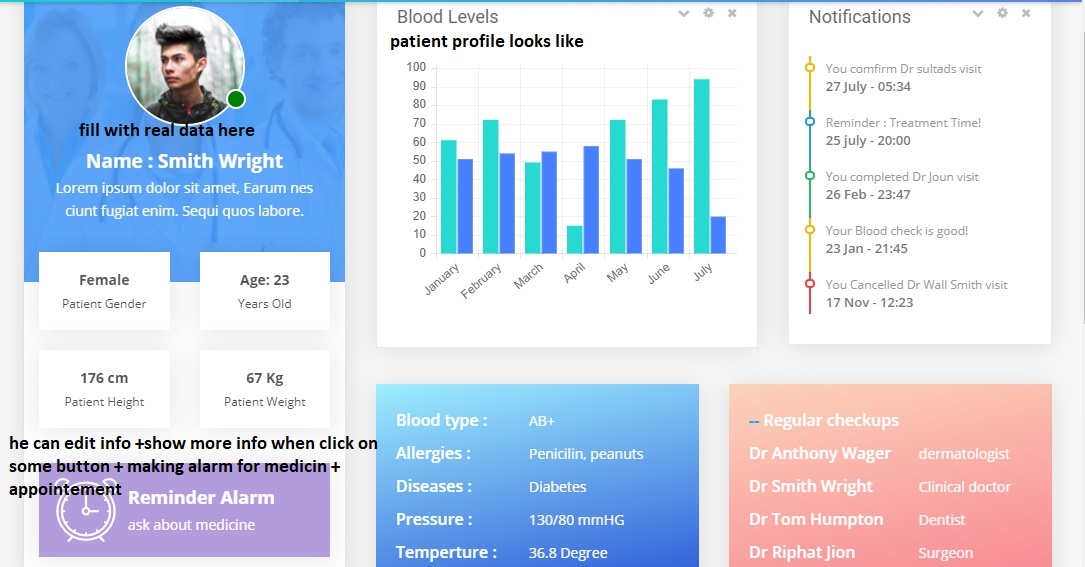 fill with real data here
Name : Smith Wright
Lorem ipsum dolor sit amet, Earum nes
ciunt fugiat enim. Sequi quos labore.
Female
Patient Gender
Age: 23
Years Old
176 cm
Patient Height
67 Kg
Patient Weight
he can edit info +show more info when click on
some button + making alarm for medicin +
appointement
Reminder Alarm
ask about medicine
Blood Levels
patient profile looks like
100
90
80
70
60
50
40
30
20
10
0
January
February
March
April
May
June
July
Notifications
You comfirm Dr sultads visit
27 July - 05:34
Reminder : Treatment Time!
25 july - 20:00
You completed Dr Joun visit
26 Feb - 23:47
Your Blood check is good!
23 Jan - 21:45
You Cancelled Dr Wall Smith visit
17 Nov - 12:23
Blood type : AB+
Allergies : Penicilin, peanuts
Diseases : Diabetes
Pressure : 130/80 mmHG
Temperture : 36.8 Degree
-- Regular checkups
Dr Anthony Wager dermatologist
Dr Smith Wright Clinical doctor
Dr Tom Humpton Dentist
Dr Riphat Jion Surgeon